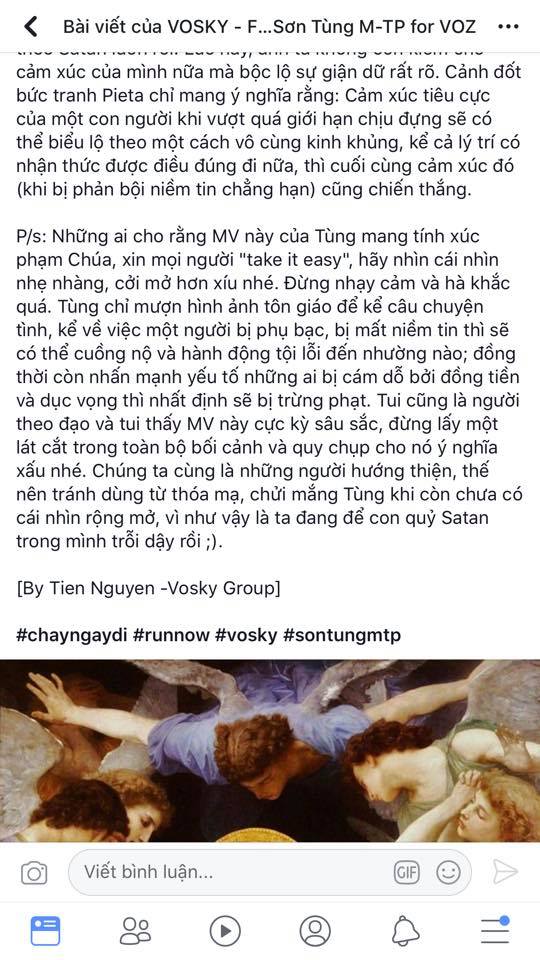 Bài viết của VOSKY - F...Sơn Tùng M-TP for VOZ
cảm xúc của mình nữa mà bộc lộ sự giận dữ rất rõ. Cảnh đốt
bức tranh Pieta chỉ mang ý nghĩa rằng: Cảm xúc tiêu cực
của một con người khi vượt quá giới hạn chịu đựng sẽ có
thể biểu lộ theo một cách vô cùng kinh khủng, kể cả lý trí có
nhận thức được điều đúng đi nữa, thì cuối cùng cảm xúc đó
(khi bị phản bội niềm tin chẳng hạn) cũng chiến thắng.
P/s: Những ai cho rằng MV này của Tùng mang tính xúc
phạm Chúa, xin mọi người "take it easy", hãy nhìn cái nhìn
nhẹ nhàng, cởi mở hơn xíu nhé. Đừng nhạy cảm và hà khắc
quá. Tùng chỉ mượn hình ảnh tôn giáo để kể câu chuyện
tình, kể về việc một người bị phụ bạc, bị mất niềm tin thì sẽ
có thể cuồng nộ và hành động tội lỗi đến nhường nào; đồng
thời còn nhấn mạnh yếu tố những ai bị cám dỗ bởi đồng tiền
và dục vọng thì nhất định sẽ bị trừng phạt. Tui cũng là người
theo đạo và tui thấy MV này cực kỳ sâu sắc, đừng lấy một
lát cắt trong toàn bộ bối cảnh và quy chụp cho nó ý nghĩa
xấu nhé. Chúng ta cùng là những người hướng thiện, thế
nên tránh dùng từ thóa mạ, chửi mắng Tùng khi còn chưa có
cái nhìn rộng mở, vì như vậy là ta đang để con quỷ Satan
trong mình trỗi dậy rồi ;).
[By Tien Nguyen -Vosky Group]
#chayngaydi #runnow #vosky #sontungmtp
Viết bình luận...
GIF